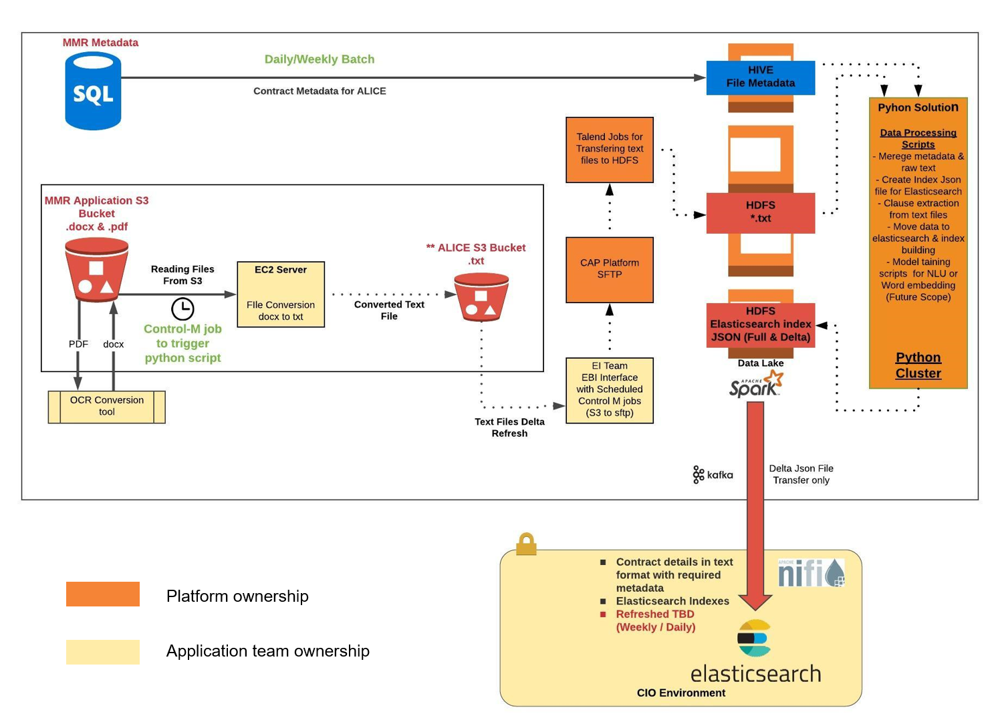 MMR Metadata
SQL
Daily/Weekly Batch
Contract Metadata for ALICE
HIVE
File Metadata
Pyhon Solution
Data Processing
Scripts
- Merege metadata &
raw text
- Create Index Json
file for Elasticsearch
- Clause extraction
from text files
- Move data to
elasticsearch & index
building
- Model taining
scripts for NLU or
Word embedding
(Future Scope)
Python
Cluster
Talend Jobs for
Transfering text
files to HDFS
HDFS
*.txt
MMR Application S3
Bucket
.docx & .pdf
Reading Files
From S3
Control-M job
to trigger
python script
EC2 Server
FIle Conversion
docx to txt
Converted Text
File
** ALICE S3 Bucket
.txt
CAP Platform
SFTP
HDFS
Elasticsearch index
JSON (Full & Delta)
Data Lake
APACHE
Spark
PDF
docx
OCR Conversion
tool
Text Files Delta
Refresh
EI Team
EBI Interface
with Scheduled
Control M jobs
(S3 to sftp)
kafka
Delta Json File
Transfer only
■ Contract details in text
format with required
metadata
■ Elasticsearch Indexes
■ Refreshed TBD
(Weekly / Daily)
APACHE
nifi
elasticsearch
CIO Environment
Platform ownership
Application team ownership